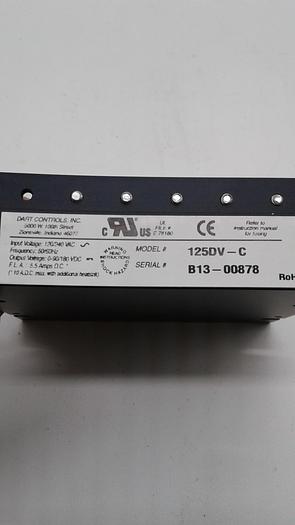 DART CONTROLS, INC.
5000 W. 106th Street
Zionsville, Indiana 46077
C RU US
UL
FILE #
E 78180
CE
Refer to
instruction manual
for fusing
Input Voltage: 120/240 VAC
Frequency: 50/60Hz
Output Voltage: 0-90/180 VDC
F.L.A.: 5.5 Amps D.C.*
(*10 A.D.C. max. with additional heatsink)
WARNING
READ
INSTRUCTIONS
SHOCK HAZARD
MODEL # 125DV-C
SERIAL # B13-00878
RoH